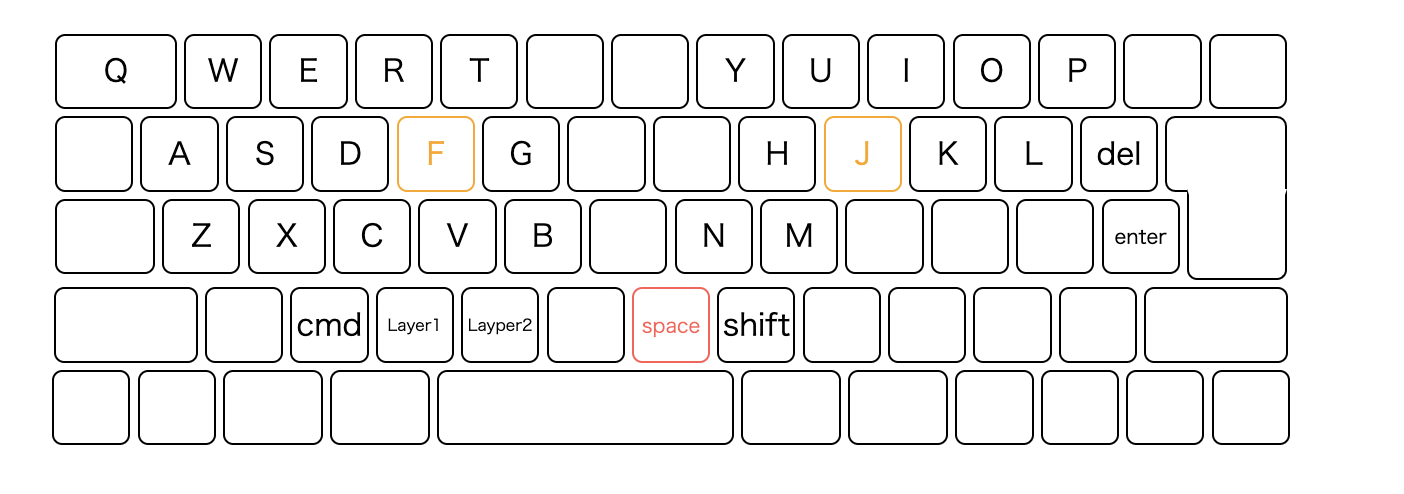 Q W E R T Y U I O P
A S D F G H J K L del
Z X C V B N M enter
cmd Layer1 Layper2 space shift